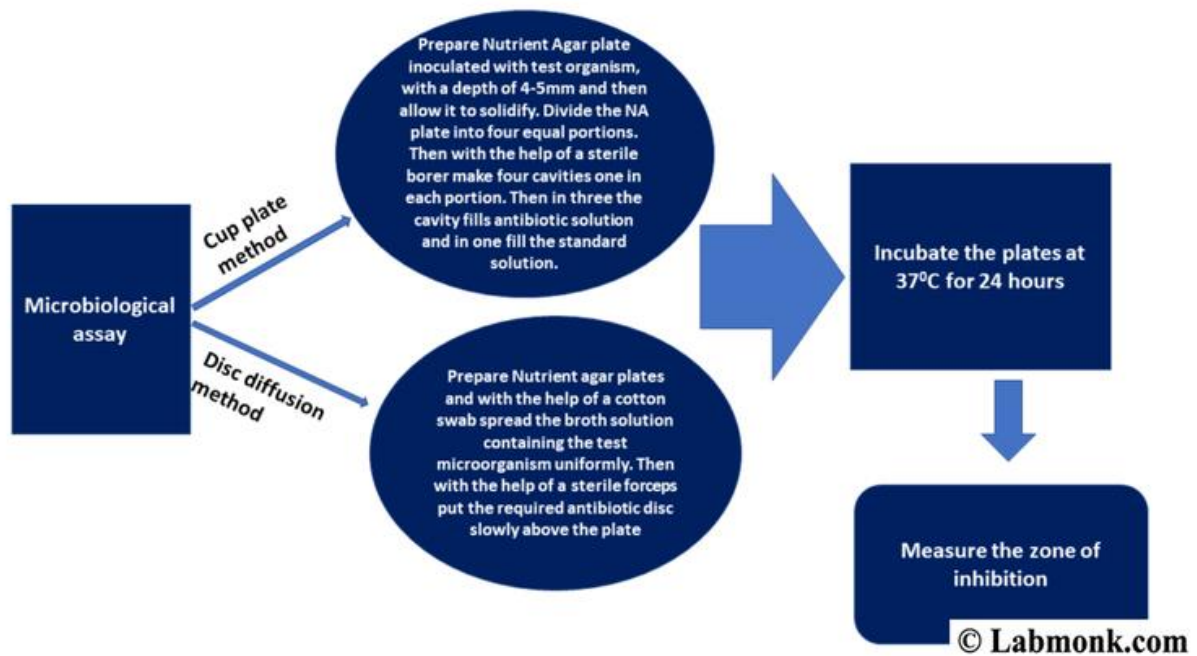 Microbiological
assay
Cup plate
method
Disc diffusion
method
Prepare Nutrient Agar plate
inoculated with test organism,
with a depth of 4-5mm and then
allow it to solidify. Divide the NA
plate into four equal portions.
Then with the help of a sterile
borer make four cavities one in
each portion. Then in three the
cavity fills antibiotic solution
and in one fill the standard
solution.
Prepare Nutrient agar plates
and with the help of a cotton
swab spread the broth solution
containing the test
microorganism uniformly. Then
with the help of a sterile forceps
put the required antibiotic disc
slowly above the plate
Incubate the plates at
37⁰C for 24 hours
Measure the zone of
inhibition
© Labmonk.com